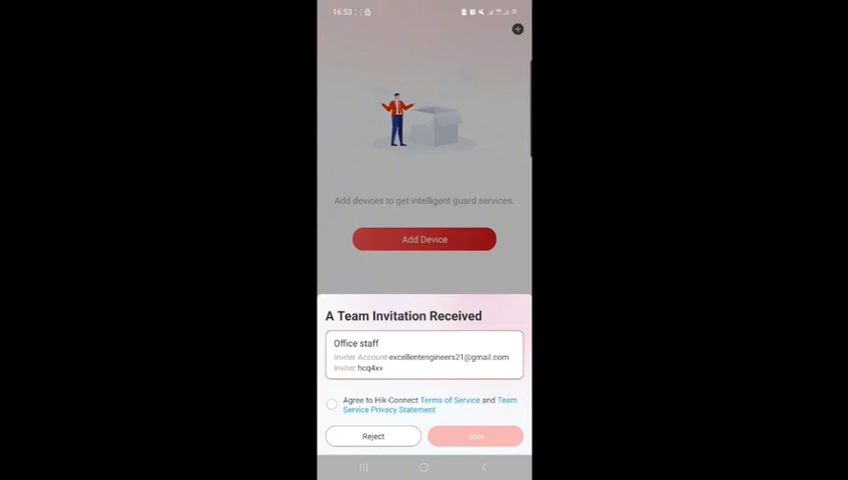 16:53
Add devices to get intelligent guard services.
Add Device
A Team Invitation Received
Office staff
Inviter Account:excellentengineers21@gmail.com
Inviter:hcq4xv
Agree to Hik-Connect Terms of Service and Team
Service Privacy Statement
Reject
Join